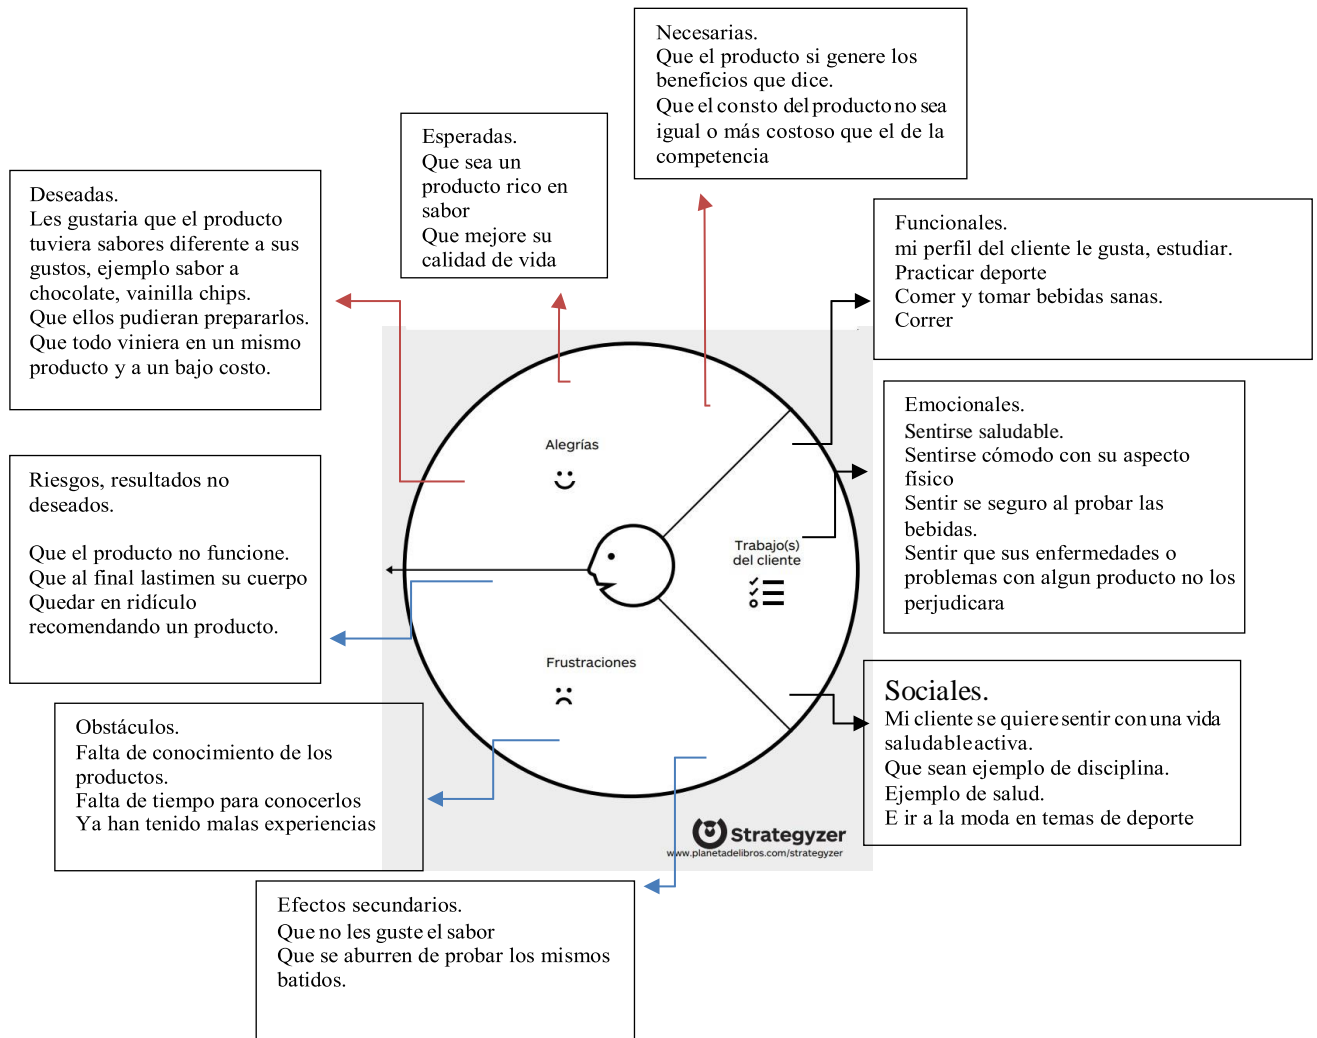 Necesarias.
Que el producto si genere los
beneficios que dice.
Que el consto del producto no sea
igual o más costoso que el de la
competencia
Esperadas.
Que sea un
producto rico en
sabor
Que mejore su
calidad de vida
Deseadas.
Les gustaria que el producto
tuviera sabores diferente a sus
gustos, ejemplo sabor a
chocolate, vainilla chips.
Que ellos pudieran prepararlos.
Que todo viniera en un mismo
producto y a un bajo costo.
Funcionales.
mi perfil del cliente le gusta, estudiar.
Practicar deporte
Comer y tomar bebidas sanas.
Correr
Emocionales.
Sentirse saludable.
Sentirse cómodo con su aspecto
físico
Sentir se seguro al probar las
bebidas.
Sentir que sus enfermedades o
problemas con algun producto no los
perjudicara
Alegrías
Trabajo(s)
del cliente
Frustraciones
Riesgos, resultados no
deseados.
Que el producto no funcione.
Que al final lastimen su cuerpo
Quedar en ridículo
recomendando un producto.
Sociales.
Mi cliente se quiere sentir con una vida
saludable activa.
Que sean ejemplo de disciplina.
Ejemplo de salud.
E ir a la moda en temas de deporte
Obstáculos.
Falta de conocimiento de los
productos.
Falta de tiempo para conocerlos
Ya han tenido malas experiencias
Strategyzer
www.planetadelibros.com/strategyzer
Efectos secundarios.
Que no les guste el sabor
Que se aburren de probar los mismos
batidos.